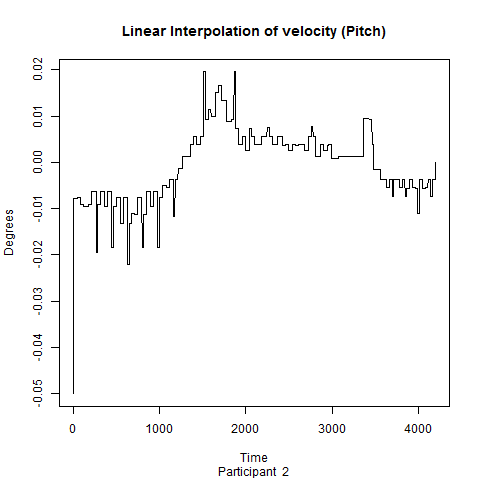 Linear Interpolation of velocity (Pitch)
0.02
0.01
0.00
-0.01
-0.02
-0.03
-0.04
-0.05
Degrees
0 1000 2000 3000 4000
Time
Participant 2